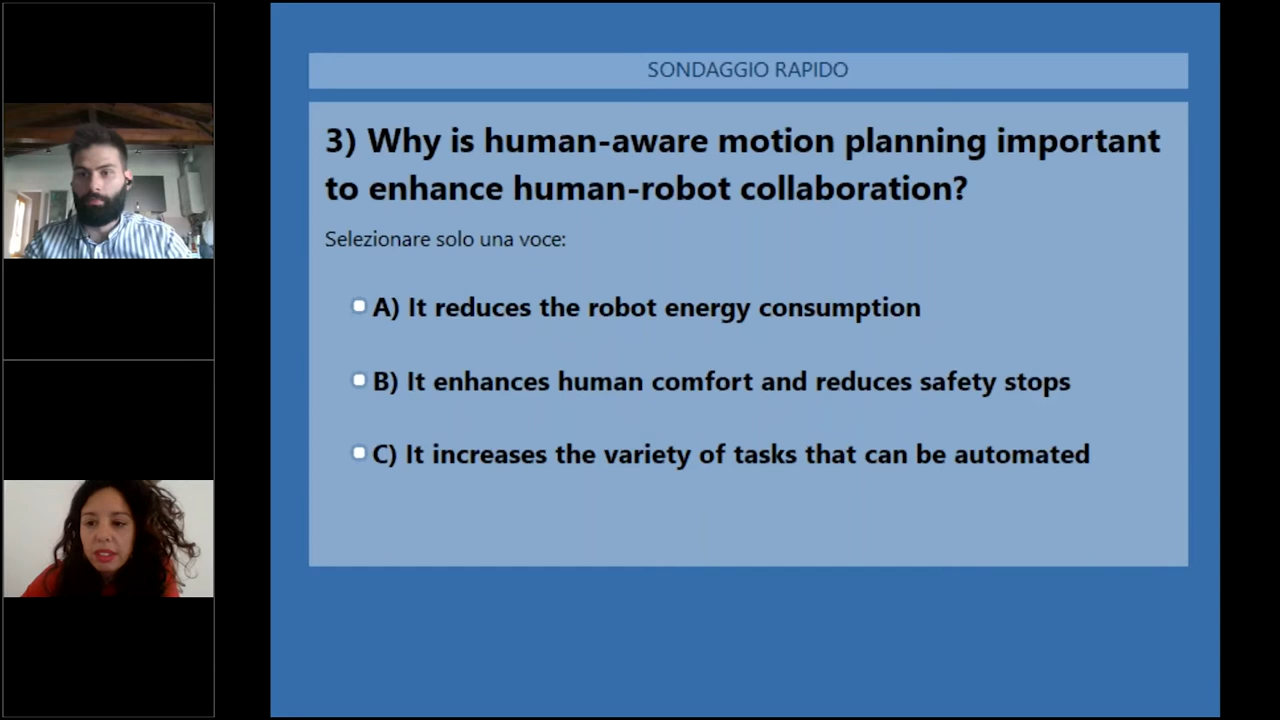 SONDAGGIO RAPIDO
3) Why is human-aware motion planning important
to enhance human-robot collaboration?
Selezionare solo una voce:
A) It reduces the robot energy consumption
B) It enhances human comfort and reduces safety stops
C) It increases the variety of tasks that can be automated